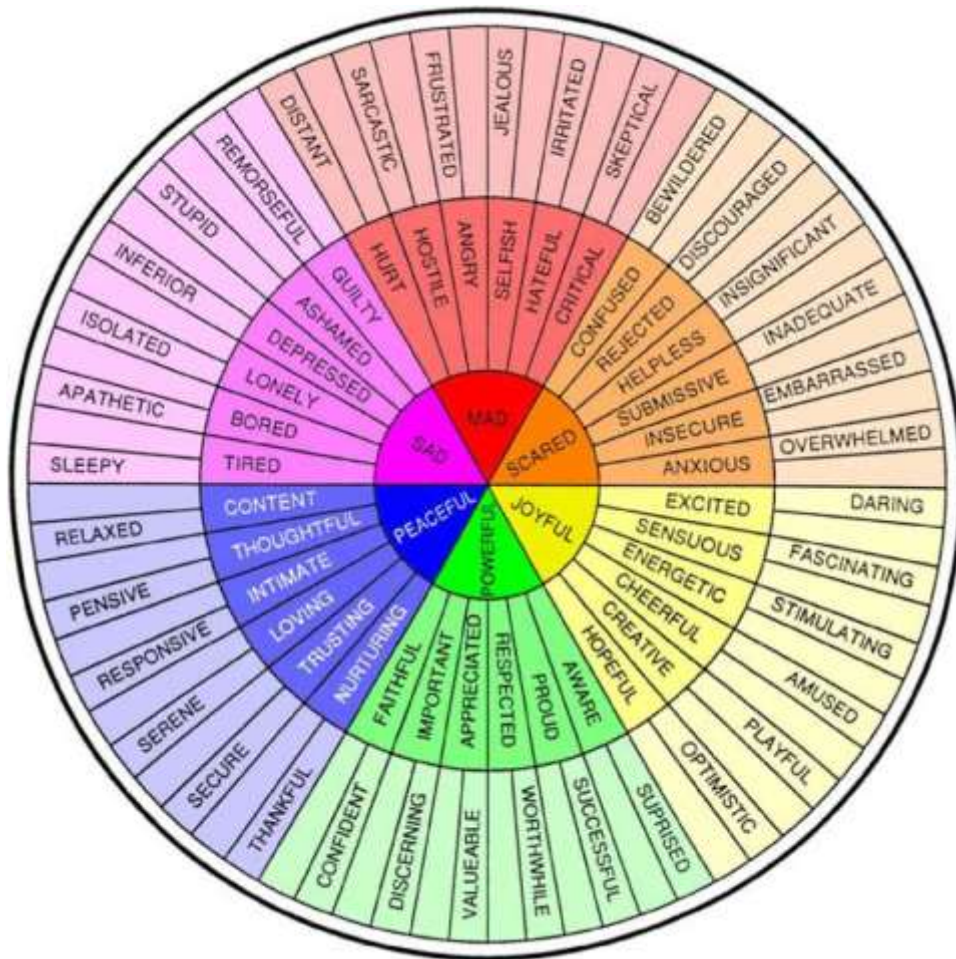 MAD
SCARED
JOYFUL
POWERFUL
PEACEFUL
SAD
HURT
HOSTILE
ANGRY
SELFISH
HATEFUL
CRITICAL
CONFUSED
REJECTED
HELPLESS
SUBMISSIVE
INSECURE
ANXIOUS
EXCITED
SENSUOUS
ENERGETIC
CHEERFUL
CREATIVE
HOPEFUL
AWARE
PROUD
RESPECTED
APPRECIATED
IMPORTANT
FAITHFUL
NURTURING
TRUSTING
LOVING
INTIMATE
THOUGHTFUL
CONTENT
TIRED
BORED
LONELY
DEPRESSED
ASHAMED
GUILTY
DISTANT
SARCASTIC
FRUSTRATED
JEALOUS
IRRITATED
SKEPTICAL
BEWILDERED
DISCOURAGED
INSIGNIFICANT
INADEQUATE
EMBARRASSED
OVERWHELMED
DARING
FASCINATING
STIMULATING
AMUSED
PLAYFUL
OPTIMISTIC
SUPRISED
SUCCESSFUL
WORTHWHILE
VALUEABLE
DISCERNING
CONFIDENT
THANKFUL
SECURE
SERENE
RESPONSIVE
PENSIVE
RELAXED
SLEEPY
APATHETIC
ISOLATED
INFERIOR
STUPID
REMORSEFUL